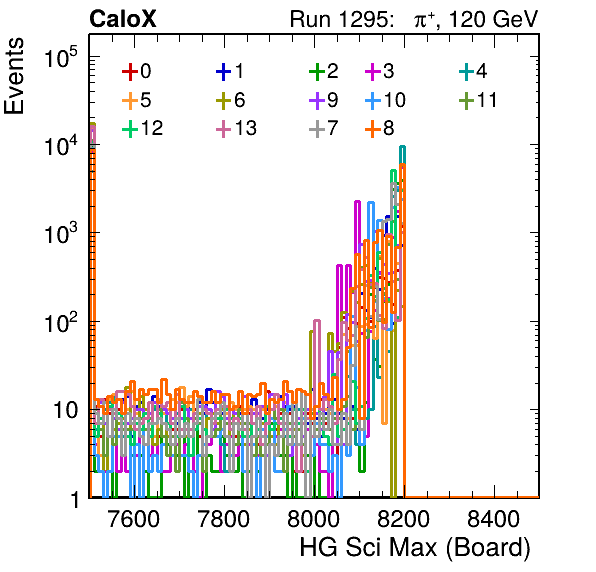 CaloX Run 1295: π⁺, 120 GeV
Events
10⁵
10⁴
10³
10²
10
1
0 1 2 3 4
5 6 9 10 11
12 13 7 8
7600 7800 8000 8200 8400
HG Sci Max (Board)